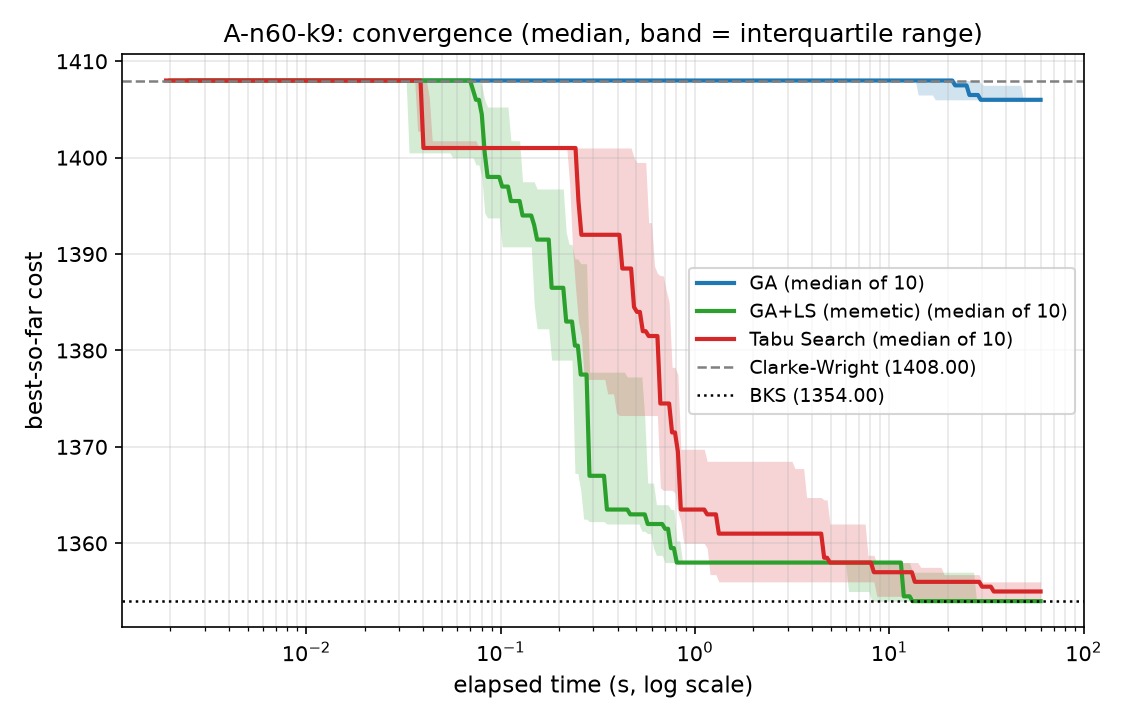 A-n60-k9: convergence (median, band = interquartile range)
best-so-far cost
1410
1400
1390
1380
1370
1360
GA (median of 10)
GA+LS (memetic) (median of 10)
Tabu Search (median of 10)
Clarke-Wright (1408.00)
BKS (1354.00)
10⁻² 10⁻¹ 10⁰ 10¹ 10²
elapsed time (s, log scale)